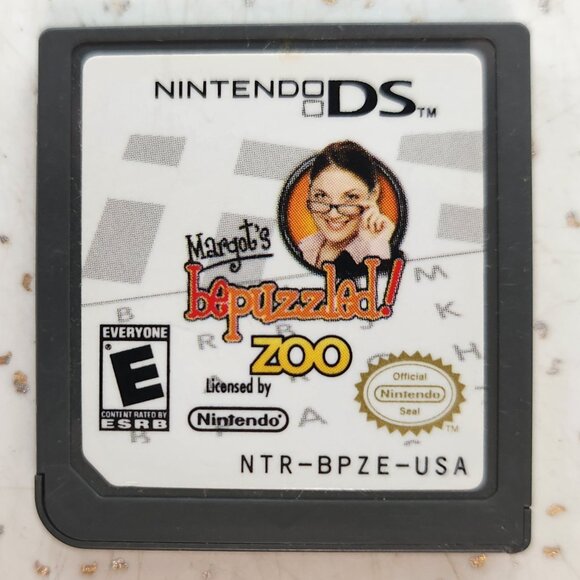 NINTENDO DS™
Margot's
bepuzzled!
ZOO
EVERYONE
E
CONTENT RATED BY
ESRB
Licensed by
Nintendo®
Official
Nintendo
Seal
TM
NTR-BPZE-USA